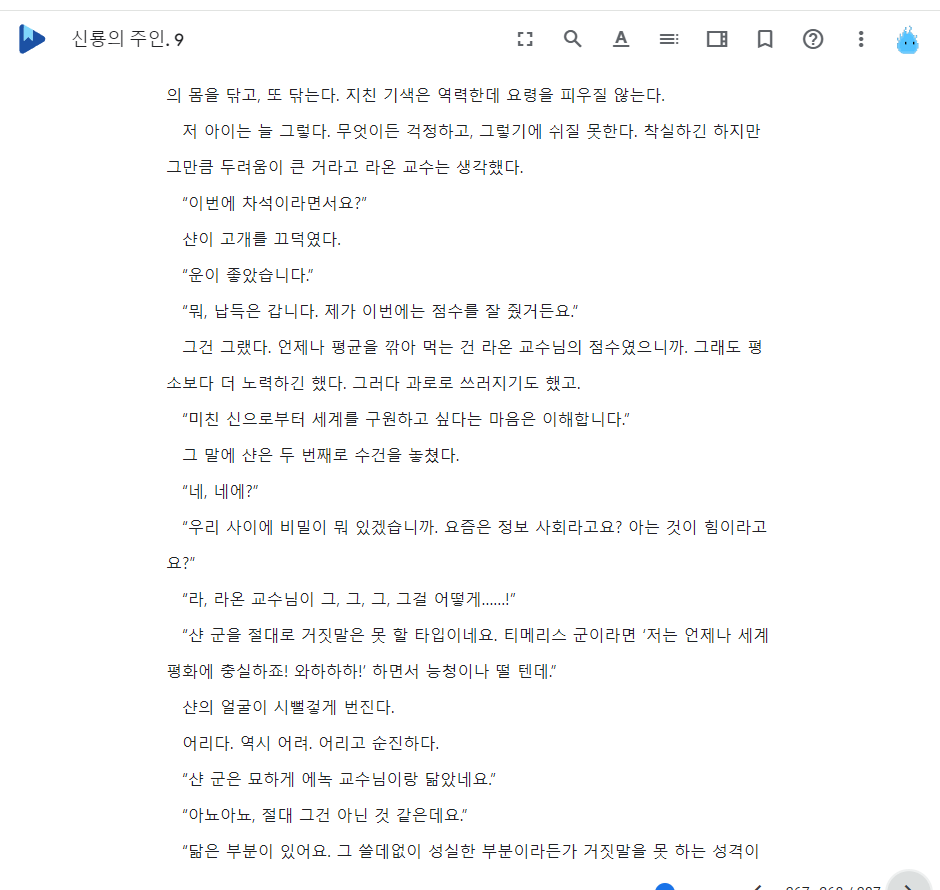 신룡의 주인. 9
의 몸을 닦고, 또 닦는다. 지친 기색은 역력한데 요령을 피우질 않는다.
저 아이는 늘 그렇다. 무엇이든 걱정하고, 그렇기에 쉬질 못한다. 착실하긴 하지만
그만큼 두려움이 큰 거라고 라온 교수는 생각했다.
“이번에 차석이라면서요?”
샨이 고개를 끄덕였다.
“운이 좋았습니다.”
“뭐, 납득은 갑니다. 제가 이번에는 점수를 잘 줬거든요.”
그건 그랬다. 언제나 평균을 깎아 먹는 건 라온 교수님의 점수였으니까. 그래도 평
소보다 더 노력하긴 했다. 그러다 과로로 쓰러지기도 했고.
“미친 신으로부터 세계를 구원하고 싶다는 마음은 이해합니다.”
그 말에 샨은 두 번째로 수건을 놓쳤다.
“네, 네에?”
“우리 사이에 비밀이 뭐 있겠습니까. 요즘은 정보 사회라고요? 아는 것이 힘이라고
요?”
“라, 라온 교수님이 그, 그, 그, 그걸 어떻게……!”
“샨 군을 절대로 거짓말은 못 할 타입이네요. 티메리스 군이라면 ‘저는 언제나 세계
평화에 충실하죠! 와하하하!’ 하면서 능청이나 떨 텐데.”
샨의 얼굴이 시뻘겋게 번진다.
어리다. 역시 어려. 어리고 순진하다.
“샨 군은 묘하게 에녹 교수님이랑 닮았네요.”
“아뇨아뇨, 절대 그건 아닌 것 같은데요.”
“닮은 부분이 있어요. 그 쓸데없이 성실한 부분이라든가 거짓말을 못 하는 성격이